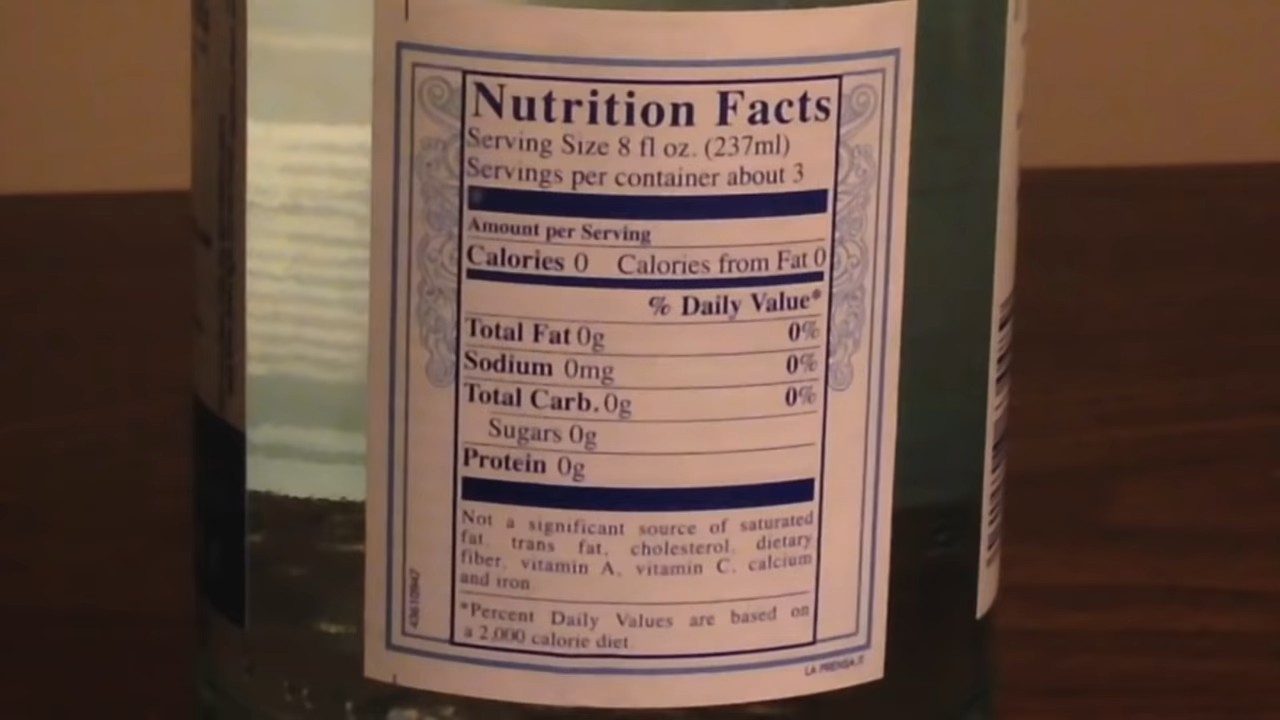 Nutrition Facts
Serving Size 8 fl oz. (237ml)
Servings per container about 3
Amount per Serving
Calories 0 Calories from Fat 0
% Daily Value*
Total Fat 0g 0%
Sodium 0mg 0%
Total Carb. 0g 0%
Sugars 0g
Protein 0g
Not a significant source of saturated
fat, trans fat, cholesterol, dietary
fiber, vitamin A, vitamin C, calcium
and iron.
*Percent Daily Values are based on
a 2,000 calorie diet.
LA PRENSA